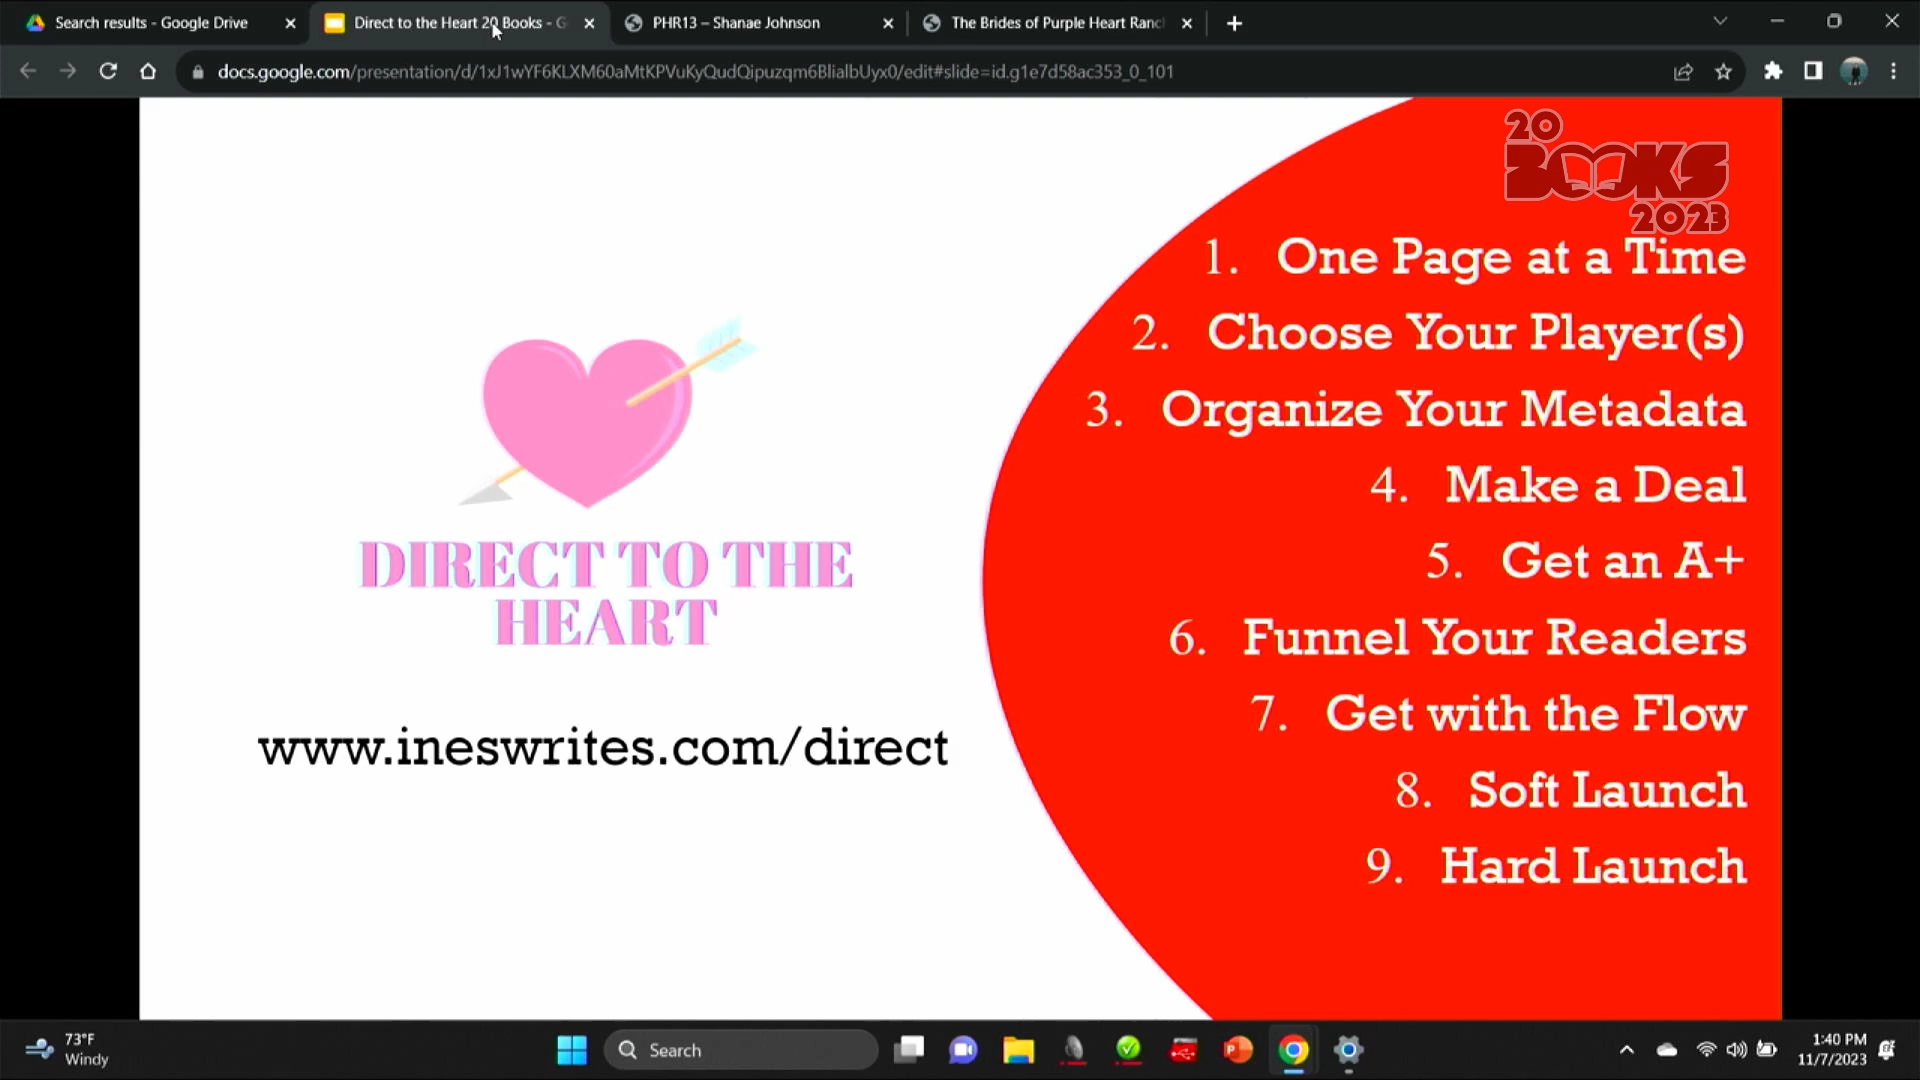 Search results - Google Drive
Direct to the Heart 20 Books - G
PHR13 – Shanae Johnson
The Brides of Purple Heart Ranch
docs.google.com/presentation/d/1xJ1wYF6KLXM60aMtKPVuKyQudQipuzqm6BlialbUyx0/edit#slide=id.g1e7d58ac353_0_101
20
BOOKS
2023
1. One Page at a Time
2. Choose Your Player(s)
3. Organize Your Metadata
4. Make a Deal
5. Get an A+
6. Funnel Your Readers
7. Get with the Flow
8. Soft Launch
9. Hard Launch
DIRECT TO THE
HEART
www.ineswrites.com/direct
73°F
Windy
Search
1:40 PM
11/7/2023